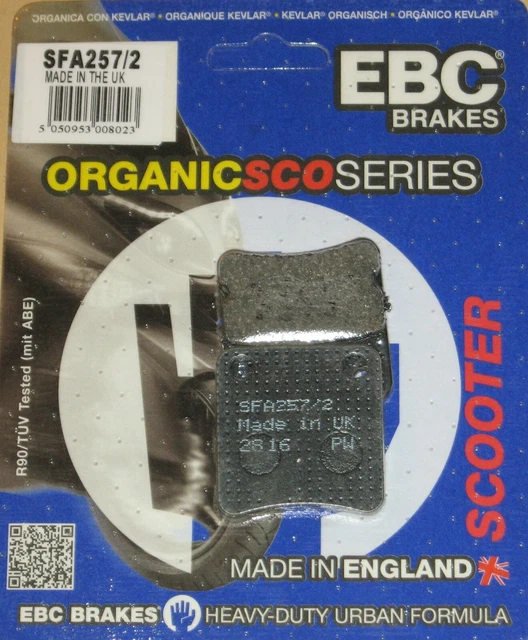 ORGANICA CON KEVLAR® • ORGANIQUE KEVLAR® • KEVLAR® ORGANISCH • ORGÂNICO KEVLAR®
SFA257/2
MADE IN THE UK
5 050953 008023
EBC®
BRAKES
ORGANICSCOSERIES
R90/TÜV Tested (mit ABE)
SCOOTER
SFA257/2
Made in UK
2816 PW
MADE IN ENGLAND
EBC BRAKES HEAVY-DUTY URBAN FORMULA